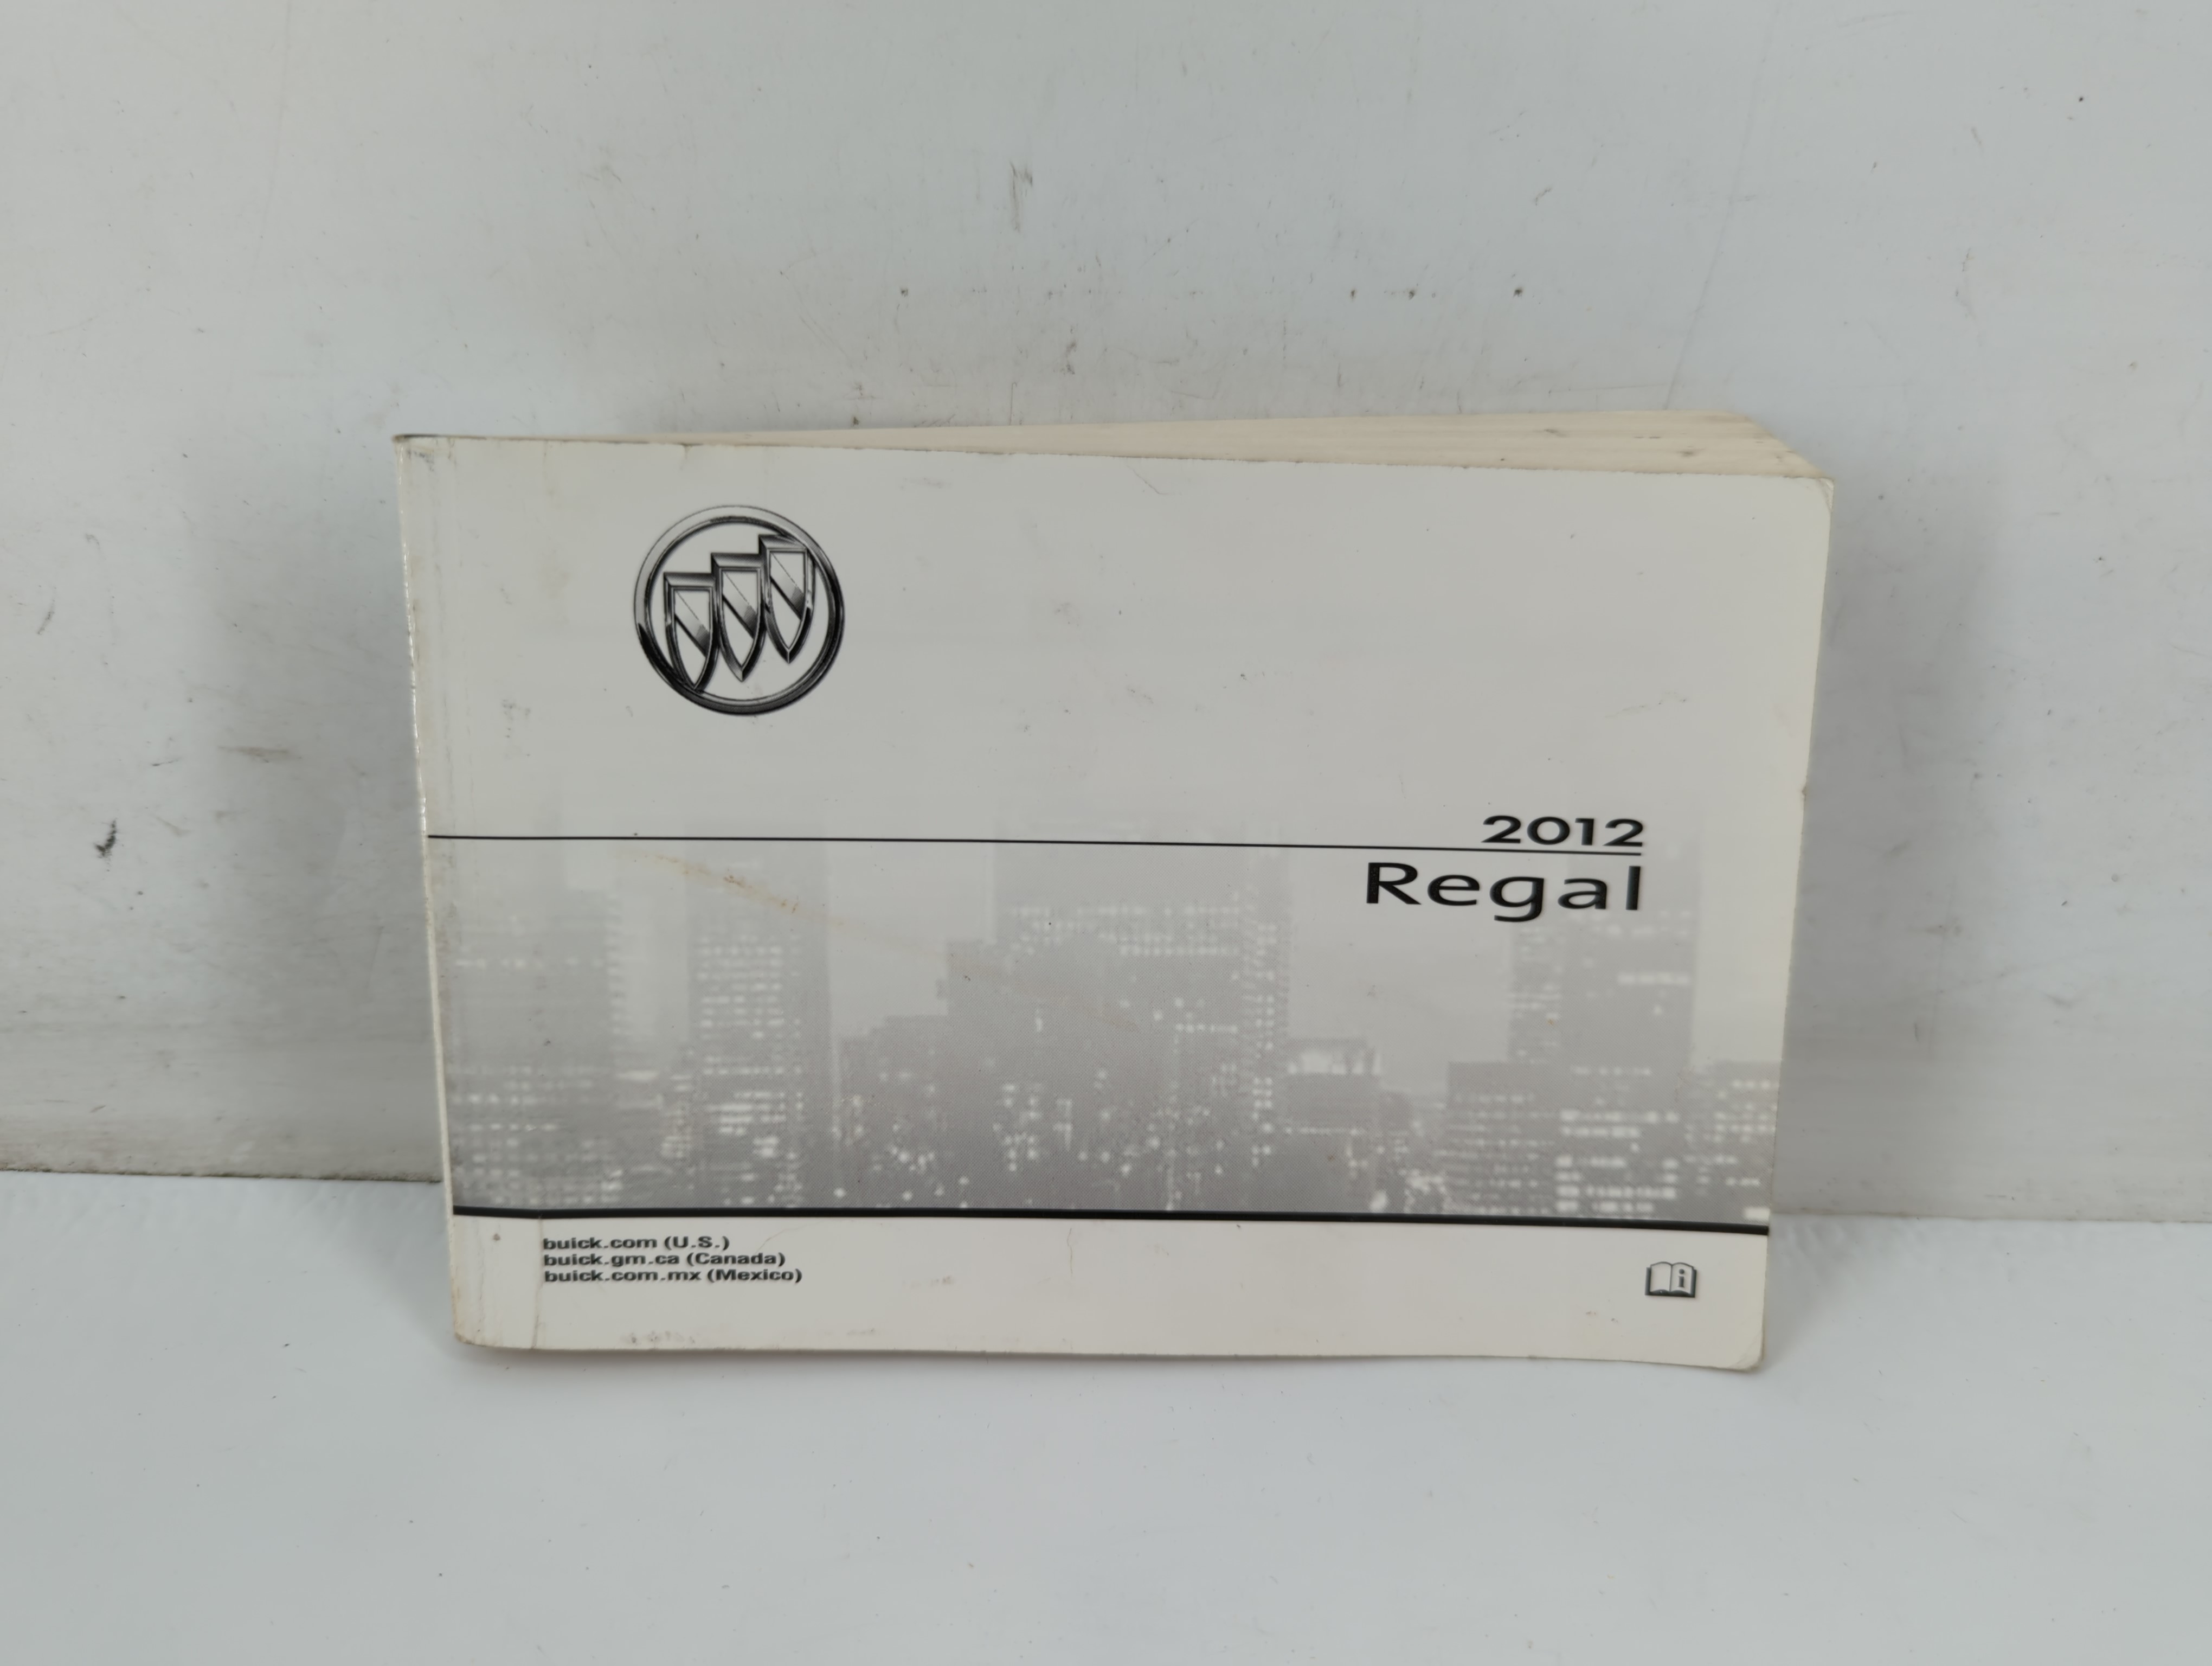 2012
Regal
buick.com (U.S.)
buick.gm.ca (Canada)
buick.com.mx (Mexico)
i